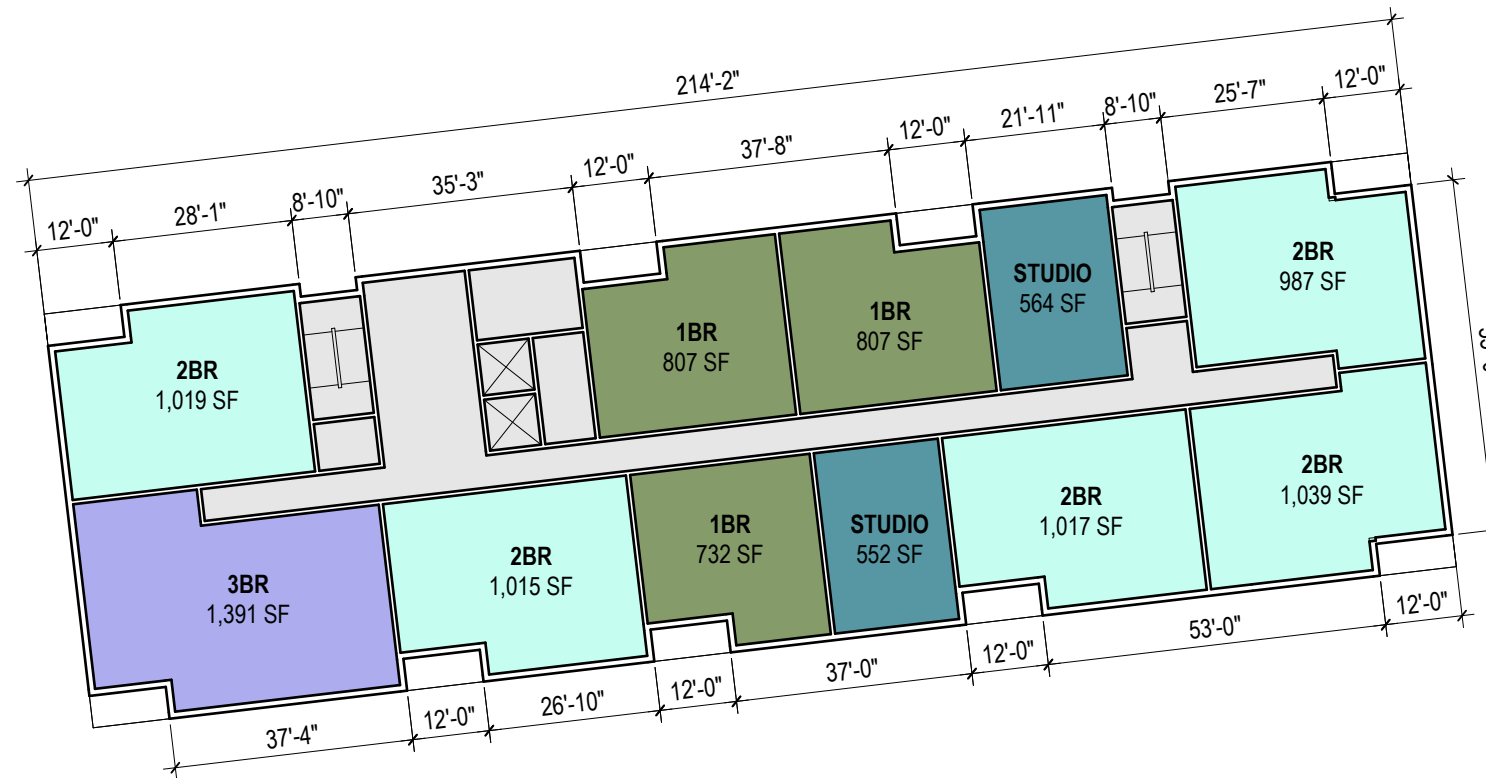 214'-2"
12'-0"
28'-1"
8'-10"
35'-3"
12'-0"
37'-8"
12'-0"
21'-11"
8'-10"
25'-7"
12'-0"
2BR
1,019 SF
1BR
807 SF
1BR
807 SF
STUDIO
564 SF
2BR
987 SF
3BR
1,391 SF
2BR
1,015 SF
1BR
732 SF
STUDIO
552 SF
2BR
1,017 SF
2BR
1,039 SF
37'-4"
12'-0"
26'-10"
12'-0"
37'-0"
12'-0"
53'-0"
12'-0"